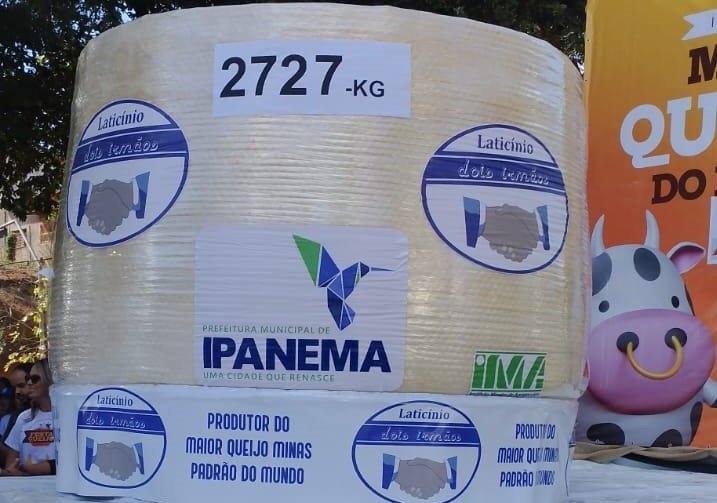 2727-KG
Laticínio
dois irmãos
Laticínio
dois irmãos
PREFEITURA MUNICIPAL DE
IPANEMA
UMA CIDADE QUE RENASCE
IMA
Laticínio
dois irmãos
PRODUTOR DO
MAIOR QUEIJO MINAS
PADRÃO DO MUNDO
Laticínio
dois irmãos
PRODUTOR DO
MAIOR QUEIJO MINAS
PADRÃO DO MUNDO
M
QU
DO